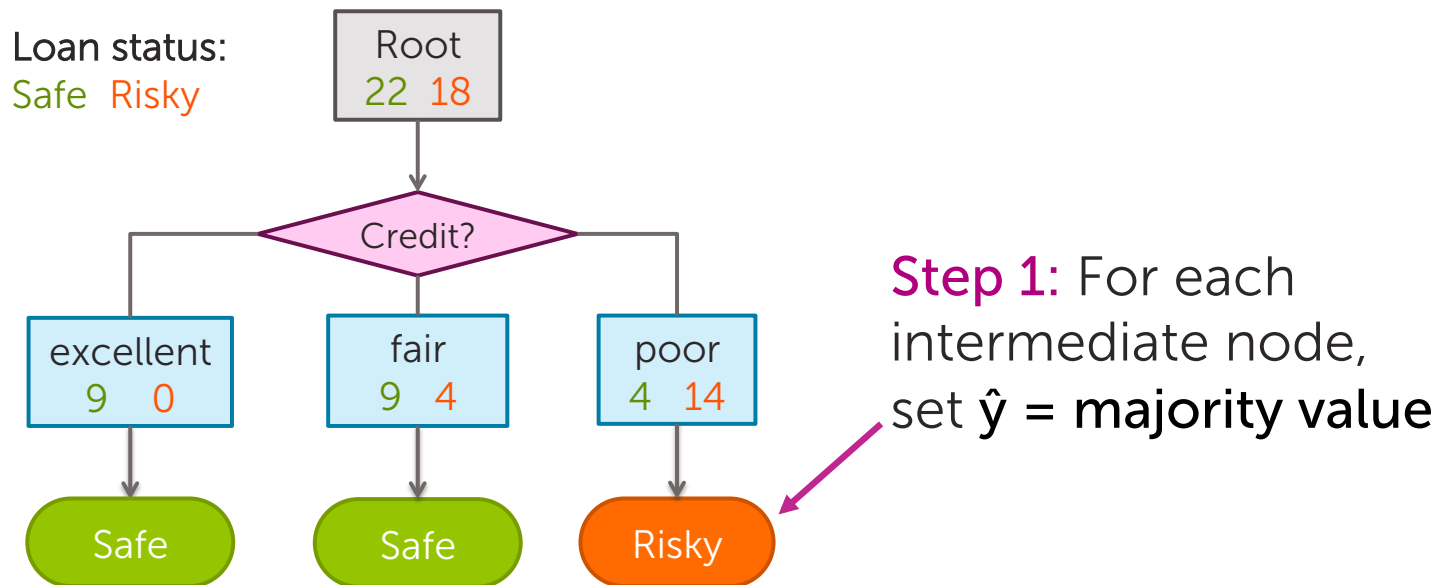 Loan status:
Safe Risky
Root
22 18
Credit?
excellent
9 0
fair
9 4
poor
4 14
Safe
Safe
Risky
Step 1: For each
intermediate node,
set ŷ = majority value